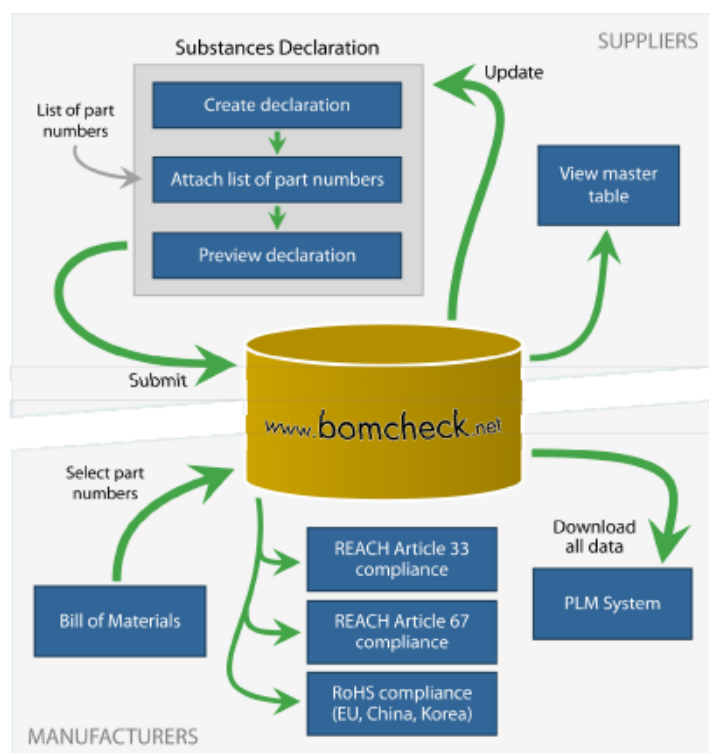 Substances Declaration
SUPPLIERS
Create declaration
Update
List of part
numbers
Attach list of part numbers
View master
table
Preview declaration
Submit
www.bomcheck.net
Select part
numbers
Download
all data
REACH Article 33
compliance
Bill of Materials
REACH Article 67
compliance
PLM System
RoHS compliance
(EU, China, Korea)
MANUFACTURERS